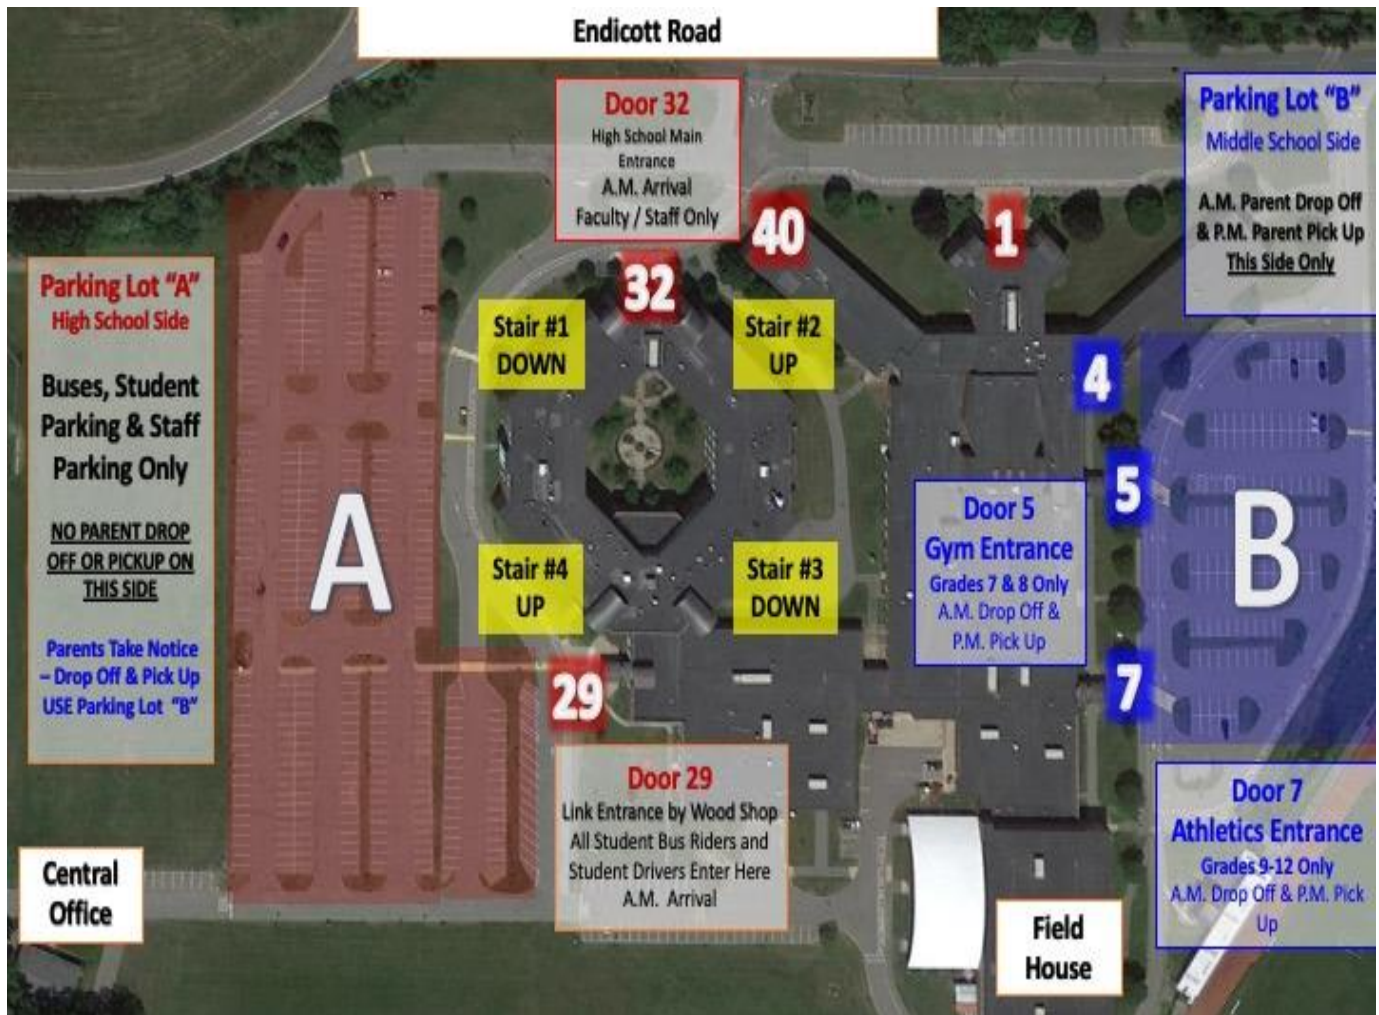 Endicott Road
Door 32
High School Main
Entrance
A.M. Arrival
Faculty / Staff Only
Parking Lot “B”
Middle School Side
A.M. Parent Drop Off
& P.M. Parent Pick Up
This Side Only
40
1
32
Parking Lot “A”
High School Side
Buses, Student
Parking & Staff
Parking Only
NO PARENT DROP
OFF OR PICKUP ON
THIS SIDE
Parents Take Notice
– Drop Off & Pick Up
USE Parking Lot “B”
Stair #1
DOWN
Stair #2
UP
4
5
A
B
Door 5
Gym Entrance
Grades 7 & 8 Only
A.M. Drop Off &
P.M. Pick Up
Stair #4
UP
Stair #3
DOWN
29
7
Door 29
Link Entrance by Wood Shop
All Student Bus Riders and
Student Drivers Enter Here
A.M. Arrival
Door 7
Athletics Entrance
Grades 9-12 Only
A.M. Drop Off & P.M. Pick
Up
Central
Office
Field
House